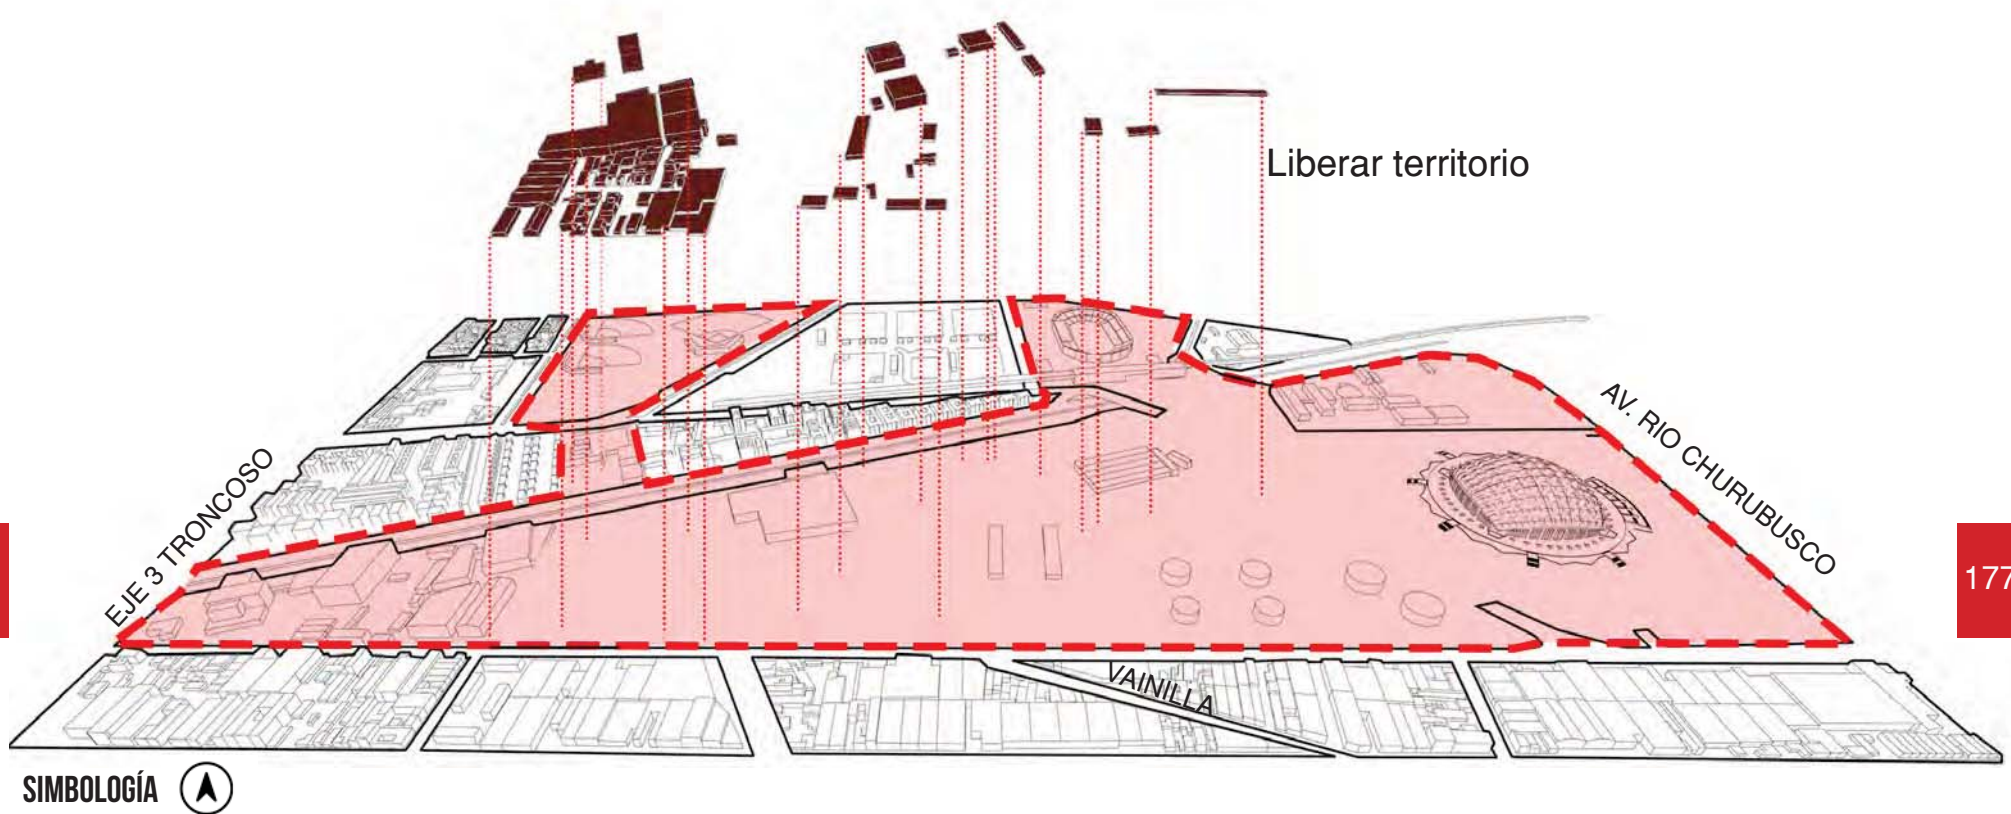 Liberar territorio
EJE 3 TRONCOSO
AV. RIO CHURUBUSCO
177
VAINILLA
SIMBOLOGÍA